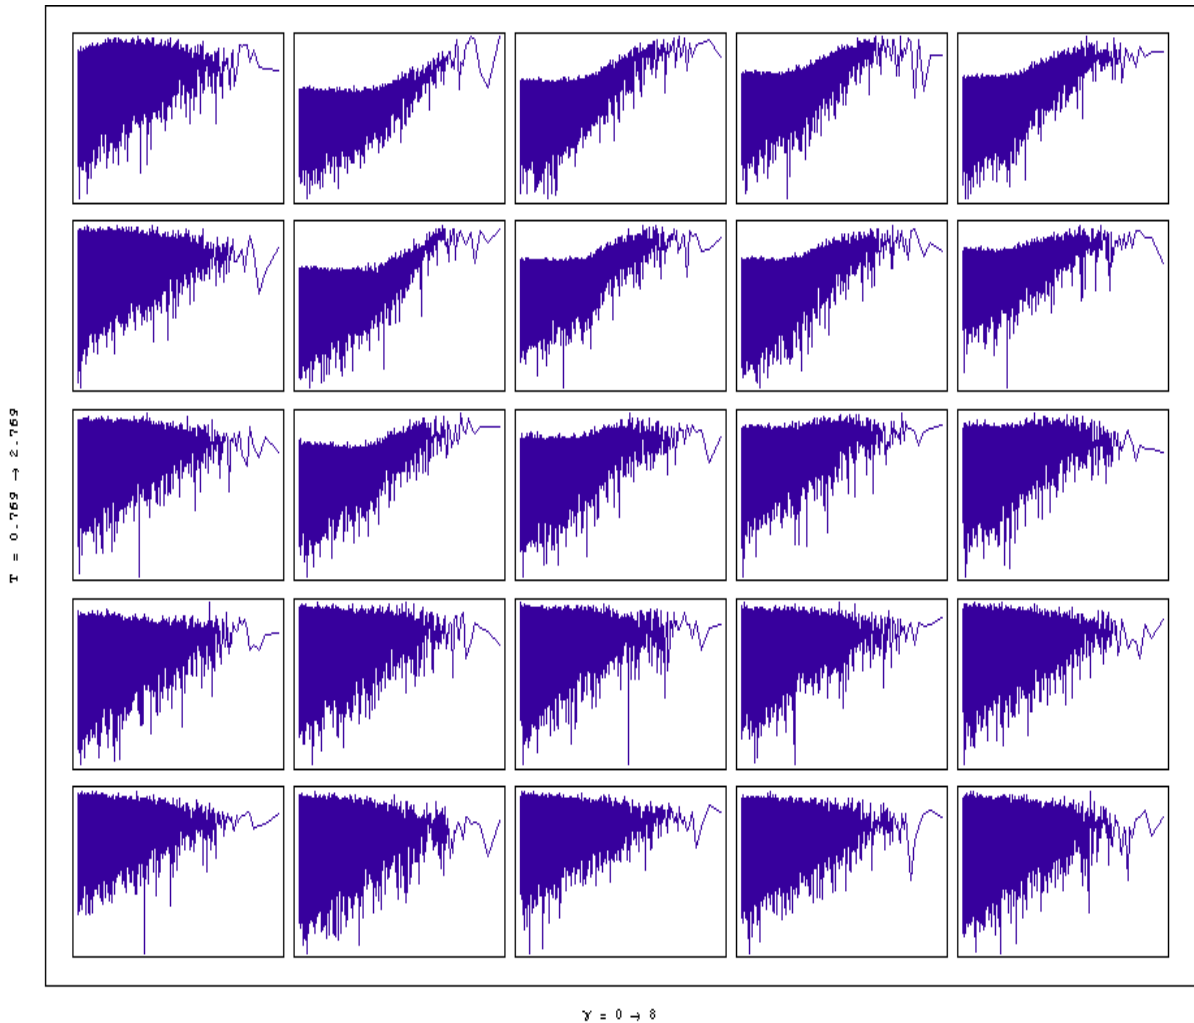 T = 0.769 → 2.769
γ = 0 → 8